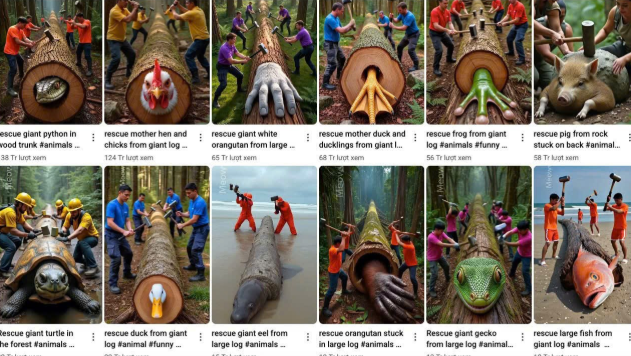 escue giant python in
wood trunk #animals ...
38 Tr lượt xem
rescue mother hen and
chicks from giant log ...
124 Tr lượt xem
rescue giant white
orangutan from large ...
65 Tr lượt xem
rescue mother duck and
ducklings from giant l...
68 Tr lượt xem
rescue frog from giant
log #animals #funny ...
56 Tr lượt xem
rescue pig from rock
stuck on back #animal...
58 Tr lượt xem
Rescue giant turtle in
he forest #animals ...
rescue duck from giant
log #animal #funny ...
rescue giant eel from
large log #animals ...
rescue orangutan stuck
in large log #animals ...
Rescue giant gecko
from large log #animal...
rescue large fish from
giant log #animals ...